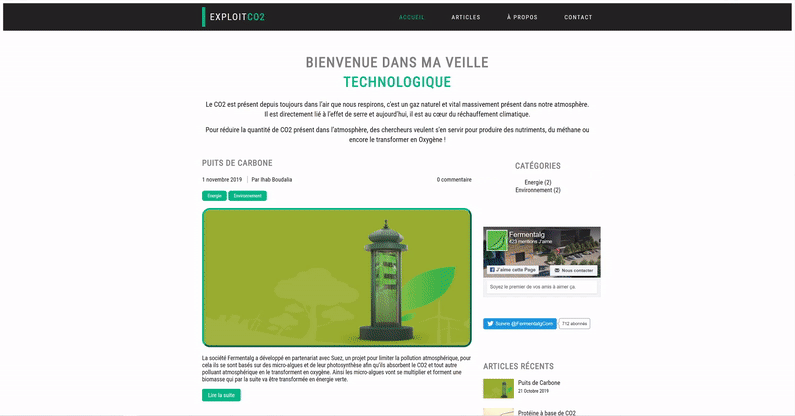 EXPLOITCO2
ACCUEIL ARTICLES À PROPOS CONTACT
BIENVENUE DANS MA VEILLE
TECHNOLOGIQUE
Le CO2 est présent depuis toujours dans l'air que nous respirons, c'est un gaz naturel et vital massivement présent dans notre atmosphère.
Il est directement lié à l'effet de serre et aujourd'hui, il est au cœur du réchauffement climatique.
Pour réduire la quantité de CO2 présent dans l'atmosphère, des chercheurs veulent s'en servir pour produire des nutriments, du méthane ou
encore le transformer en Oxygène !
PUITS DE CARBONE
1 novembre 2019 Par Ihab Boudalia 0 commentaire
Energie Environnement
La société Fermentalg a développé en partenariat avec Suez, un projet pour limiter la pollution atmosphérique, pour
cela ils se sont basés sur des micro-algues et de leur photosynthèse afin qu'ils absorbent le CO2 et tout autre
polluant atmosphérique en le transforment en oxygène. Ainsi les micro-algues vont se multiplier et forment une
biomasse qui par la suite va être transformée en énergie verte.
Lire la suite
CATÉGORIES
Energie (2)
Environnement (2)
Fermentalg
423 mentions J'aime
J'aime cette Page Nous contacter
Soyez le premier de vos amis à aimer ça.
Suivre @FermentalgCom 712 abonnés
ARTICLES RÉCENTS
Puits de Carbone
21 Octobre 2019
Protéine à base de CO2